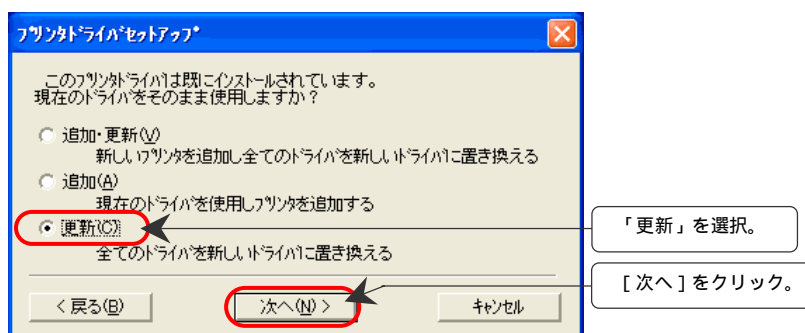 ﾌﾟﾘﾝﾀﾄﾞﾗｲﾊﾞｾｯﾄｱｯﾌﾟ
このﾌﾟﾘﾝﾀﾄﾞﾗｲﾊﾞは既にｲﾝｽﾄｰﾙされています。
現在のﾄﾞﾗｲﾊﾞをそのまま使用しますか？
追加･更新(V)
新しいﾌﾟﾘﾝﾀを追加し全てのﾄﾞﾗｲﾊﾞを新しいﾄﾞﾗｲﾊﾞに置き換える
追加(A)
現在のﾄﾞﾗｲﾊﾞを使用しﾌﾟﾘﾝﾀを追加する
更新(C)
全てのﾄﾞﾗｲﾊﾞを新しいﾄﾞﾗｲﾊﾞに置き換える
「更新」を選択。
[次へ]をクリック。
< 戻る(B)
次へ(N) >
ｷｬﾝｾﾙ